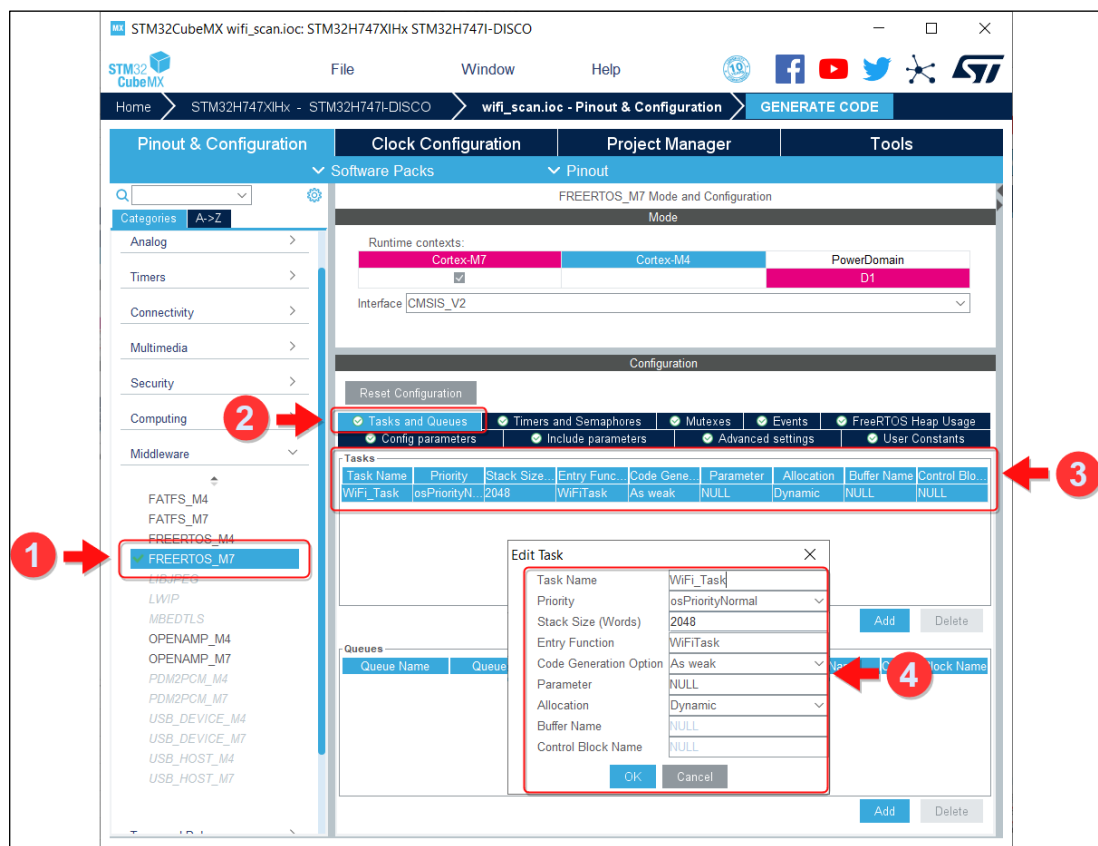 MX STM32CubeMX wifi_scan.ioc: STM32H747XIHx STM32H747I-DISCO
STM32 CubeMX File Window Help 10 ST
Home STM32H747XIHx - STM32H747I-DISCO wifi_scan.ioc - Pinout & Configuration GENERATE CODE
Pinout & Configuration Clock Configuration Project Manager Tools
Software Packs Pinout
FREERTOS_M7 Mode and Configuration
Categories A->Z
Mode
Analog
Timers
Connectivity
Multimedia
Security
Computing
Middleware
FATFS_M4
FATFS_M7
FREERTOS_M4
FREERTOS_M7
LIBJPEG
LWIP
MBEDTLS
OPENAMP_M4
OPENAMP_M7
PDM2PCM_M4
PDM2PCM_M7
USB_DEVICE_M4
USB_DEVICE_M7
USB_HOST_M4
USB_HOST_M7
1
Runtime contexts:
Cortex-M7 Cortex-M4 PowerDomain
D1
Interface CMSIS_V2
Configuration
Reset Configuration
2
Tasks and Queues Timers and Semaphores Mutexes Events FreeRTOS Heap Usage
Config parameters Include parameters Advanced settings User Constants
Tasks
Task Name Priority Stack Size... Entry Func... Code Gene... Parameter Allocation Buffer Name Control Blo...
WiFi_Task osPriorityN... 2048 WiFiTask As weak NULL Dynamic NULL NULL
3
Add Delete
Edit Task
Task Name WiFi_Task
Priority osPriorityNormal
Stack Size (Words) 2048
Entry Function WiFiTask
Code Generation Option As weak
Parameter NULL
Allocation Dynamic
Buffer Name NULL
Control Block Name NULL
OK Cancel
4
Queues
Queue Name Queue Block Name
Add Delete